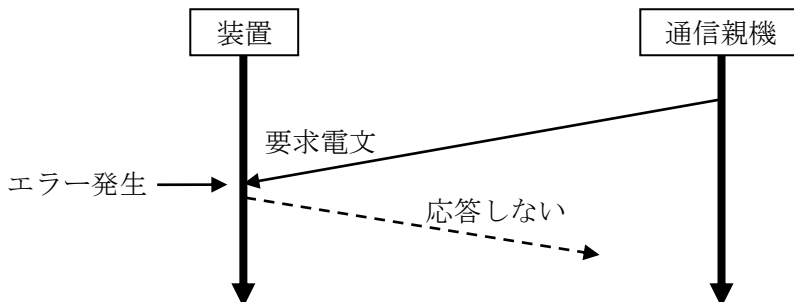 装置
通信親機
要求電文
エラー発生
応答しない